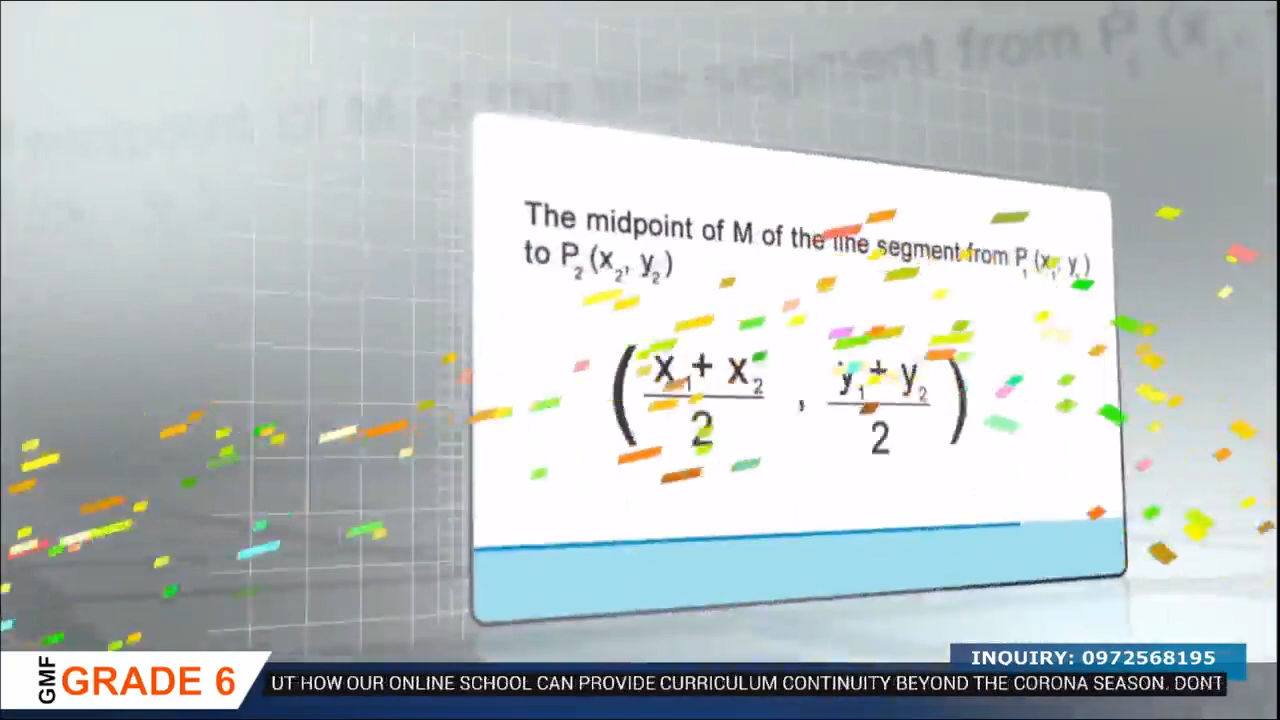 The midpoint of M of the line segment from P₁ (x₁, y₁)
to P₂ (x₂, y₂)
( x₁ + x₂ / 2 , y₁ + y₂ / 2 )
INQUIRY: 0972568195
GMF GRADE 6
UT HOW OUR ONLINE SCHOOL CAN PROVIDE CURRICULUM CONTINUITY BEYOND THE CORONA SEASON. DONT